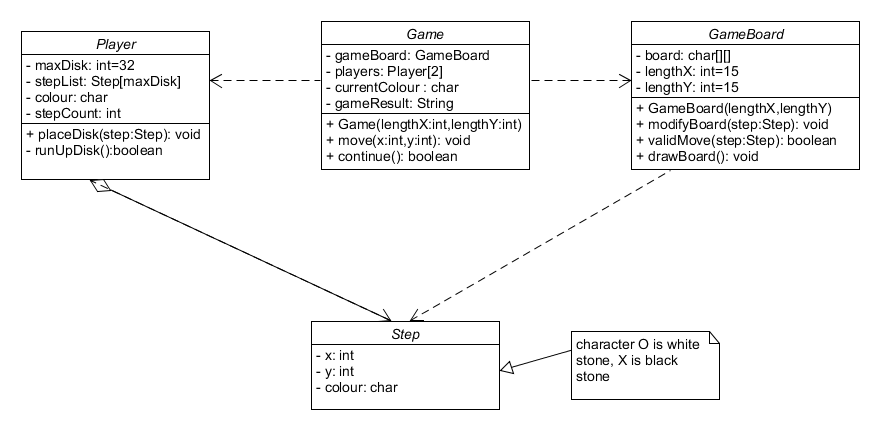 Player
- maxDisk: int=32
- stepList: Step[maxDisk]
- colour: char
- stepCount: int
+ placeDisk(step:Step): void
- runUpDisk():boolean
Game
- gameBoard: GameBoard
- players: Player[2]
- currentColour : char
- gameResult: String
+ Game(lengthX:int,lengthY:int)
+ move(x:int,y:int): void
+ continue(): boolean
GameBoard
- board: char[][]
- lengthX: int=15
- lengthY: int=15
+ GameBoard(lengthX,lengthY)
+ modifyBoard(step:Step): void
+ validMove(step:Step): boolean
+ drawBoard(): void
Step
- x: int
- y: int
- colour: char
character O is white
stone, X is black
stone